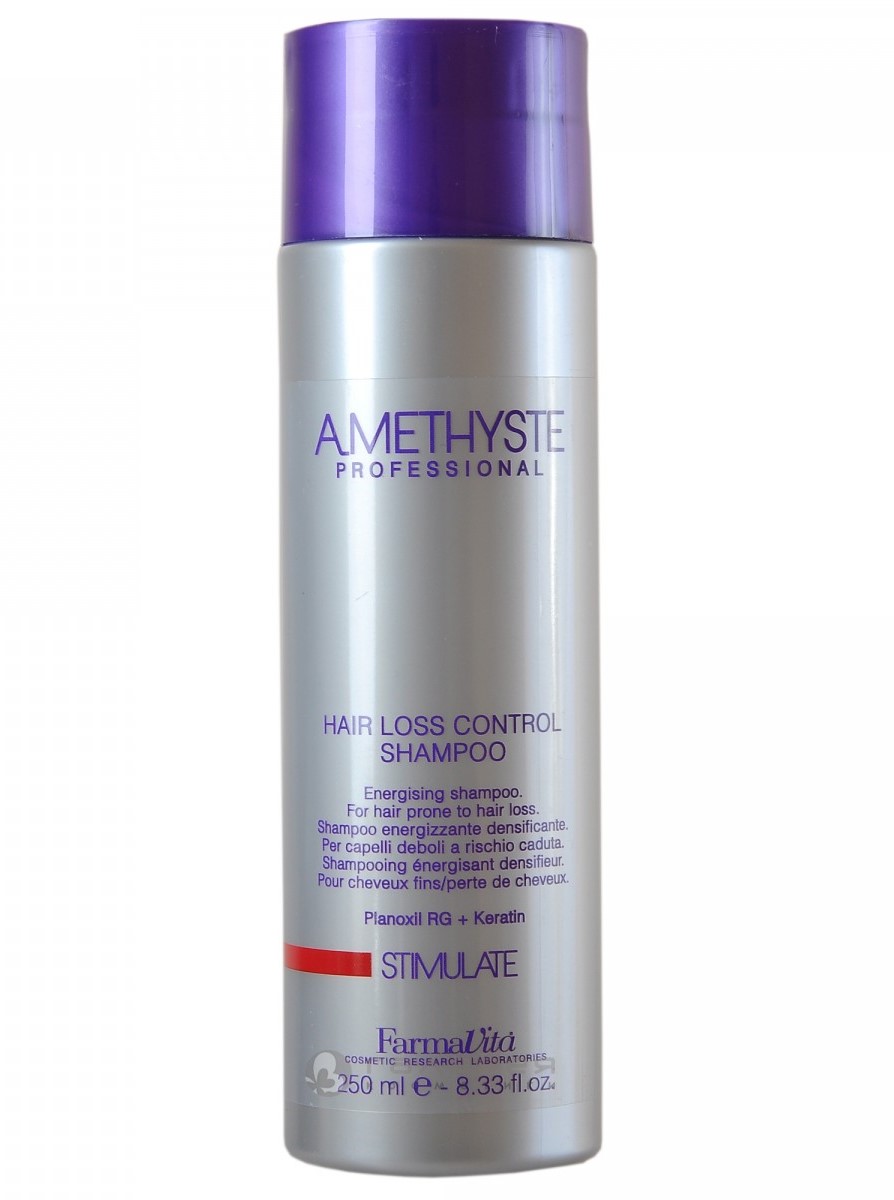 AMETHYSTE
PROFESSIONAL
HAIR LOSS CONTROL
SHAMPOO
Energising shampoo.
For hair prone to hair loss.
Shampoo energizzante densificante.
Per capelli deboli a rischio caduta.
Shampooing énergisant densifieur.
Pour cheveux fins/perte de cheveux.
Planoxil RG + Keratin
STIMULATE
FarmaVita
COSMETIC RESEARCH LABORATORIES
250 ml e - 8.33 fl.oz.